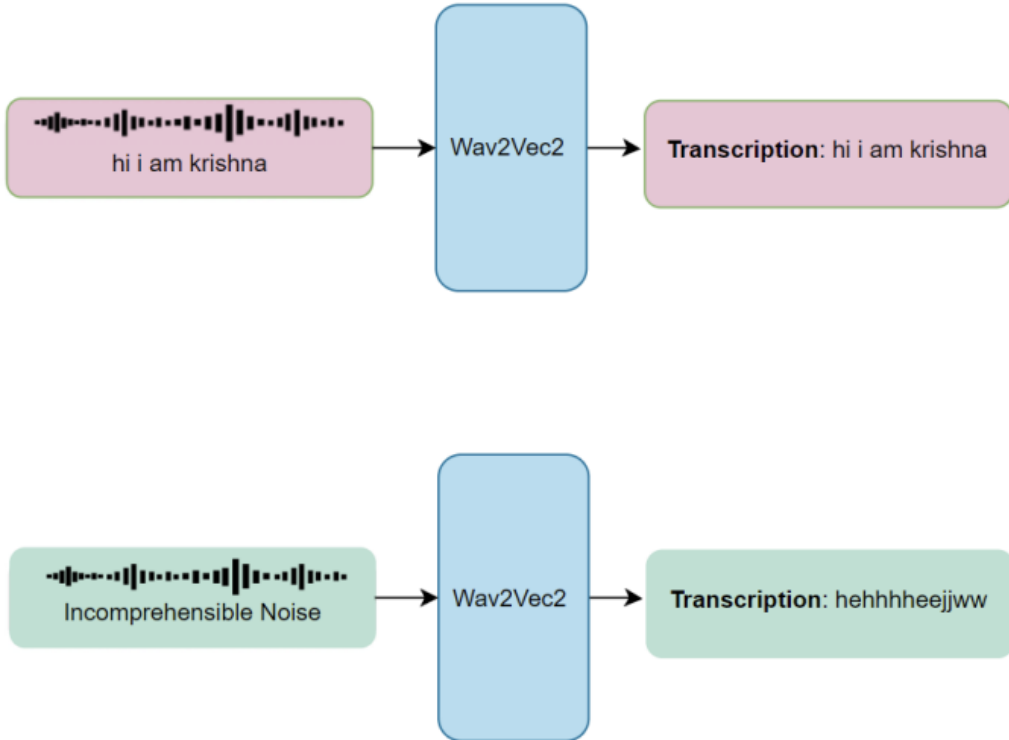 hi i am krishna
Wav2Vec2
Transcription: hi i am krishna
Incomprehensible Noise
Wav2Vec2
Transcription: hehhhheejjww